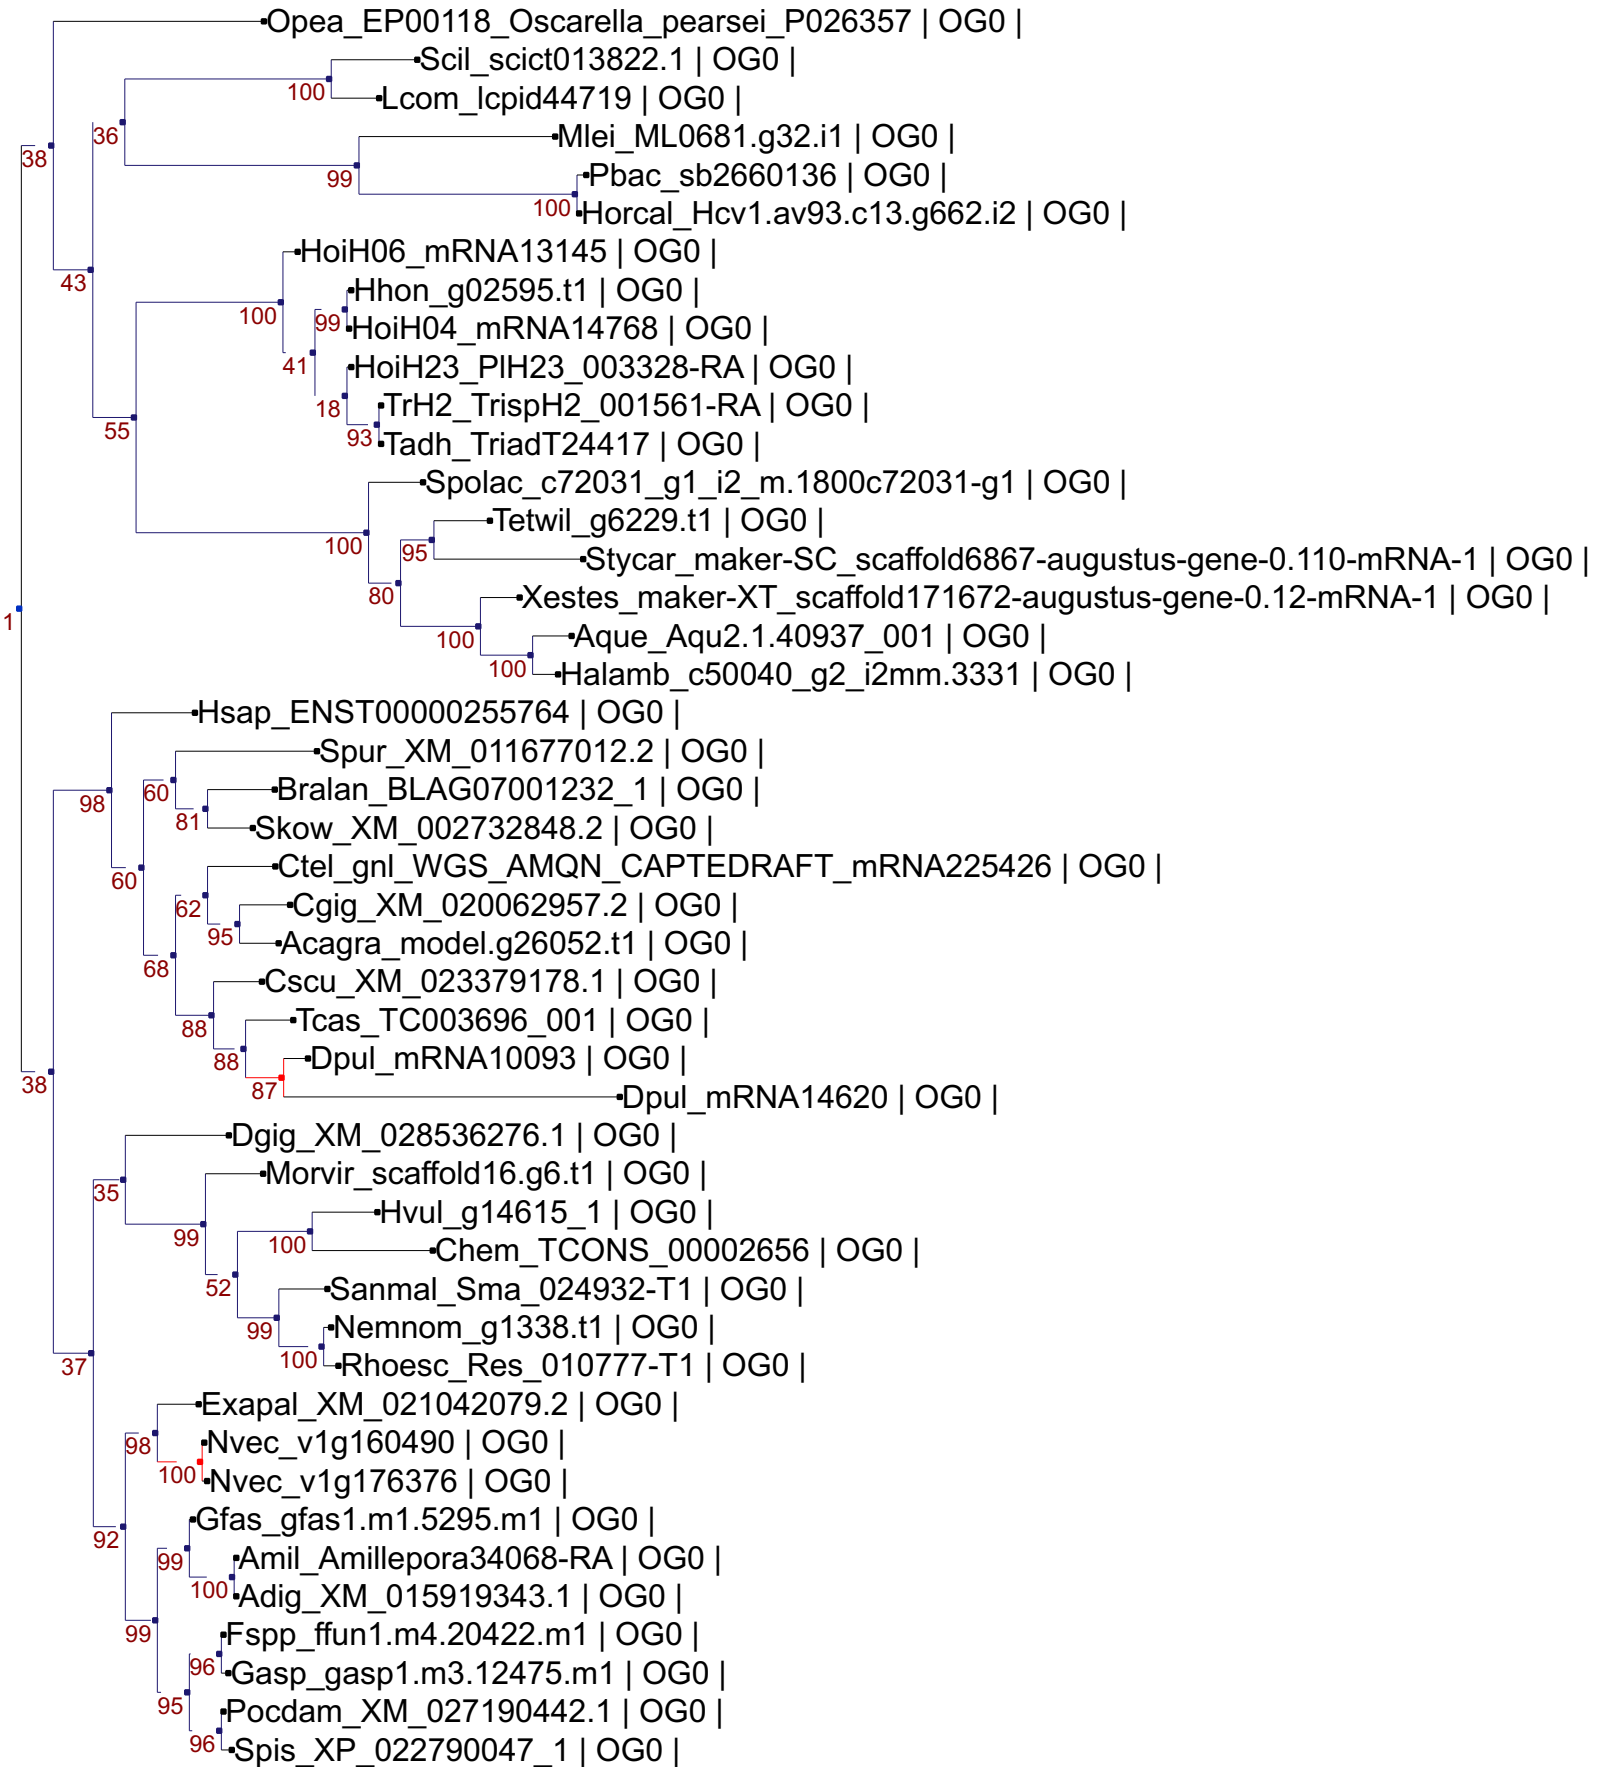 Opea_EP00118_Oscarella_pearsei_P026357 | OG0 |
Scil_scict013822.1 | OG0 |
100
Lcom_lcpid44719 | OG0 |
36
Mlei_ML0681.g32.i1 | OG0 |
38
99
Pbac_sb2660136 | OG0 |
100
Horcal_Hcv1.av93.c13.g662.i2 | OG0 |
HoiH06_mRNA13145 | OG0 |
43
Hhon_g02595.t1 | OG0 |
100
99
HoiH04_mRNA14768 | OG0 |
41
HoiH23_PlH23_003328-RA | OG0 |
18
TrH2_TrispH2_001561-RA | OG0 |
55
93
Tadh_TriadT24417 | OG0 |
Spolac_c72031_g1_i2_m.1800c72031-g1 | OG0 |
Tetwil_g6229.t1 | OG0 |
100
95
Stycar_maker-SC_scaffold6867-augustus-gene-0.110-mRNA-1 | OG0 |
80
Xestes_maker-XT_scaffold171672-augustus-gene-0.12-mRNA-1 | OG0 |
1
100
Aque_Aqu2.1.40937_001 | OG0 |
100
Halamb_c50040_g2_i2mm.3331 | OG0 |
Hsap_ENST00000255764 | OG0 |
Spur_XM_011677012.2 | OG0 |
60
Bralan_BLAG07001232_1 | OG0 |
98
81
Skow_XM_002732848.2 | OG0 |
Ctel_gnl_WGS_AMQN_CAPTEDRAFT_mRNA225426 | OG0 |
60
62
Cgig_XM_020062957.2 | OG0 |
95
Acagra_model.g26052.t1 | OG0 |
68
Cscu_XM_023379178.1 | OG0 |
88
Tcas_TC003696_001 | OG0 |
88
Dpul_mRNA10093 | OG0 |
38
87
Dpul_mRNA14620 | OG0 |
Dgig_XM_028536276.1 | OG0 |
35
Morvir_scaffold16.g6.t1 | OG0 |
99
Hvul_g14615_1 | OG0 |
100
Chem_TCONS_00002656 | OG0 |
52
Sanmal_Sma_024932-T1 | OG0 |
99
Nemnom_g1338.t1 | OG0 |
37
100
Rhoesc_Res_010777-T1 | OG0 |
Exapal_XM_021042079.2 | OG0 |
98
Nvec_v1g160490 | OG0 |
100
Nvec_v1g176376 | OG0 |
92
Gfas_gfas1.m1.5295.m1 | OG0 |
99
Amil_Amillepora34068-RA | OG0 |
100
Adig_XM_015919343.1 | OG0 |
99
Fspp_ffun1.m4.20422.m1 | OG0 |
96
Gasp_gasp1.m3.12475.m1 | OG0 |
95
Pocdam_XM_027190442.1 | OG0 |
96
Spis_XP_022790047_1 | OG0 |